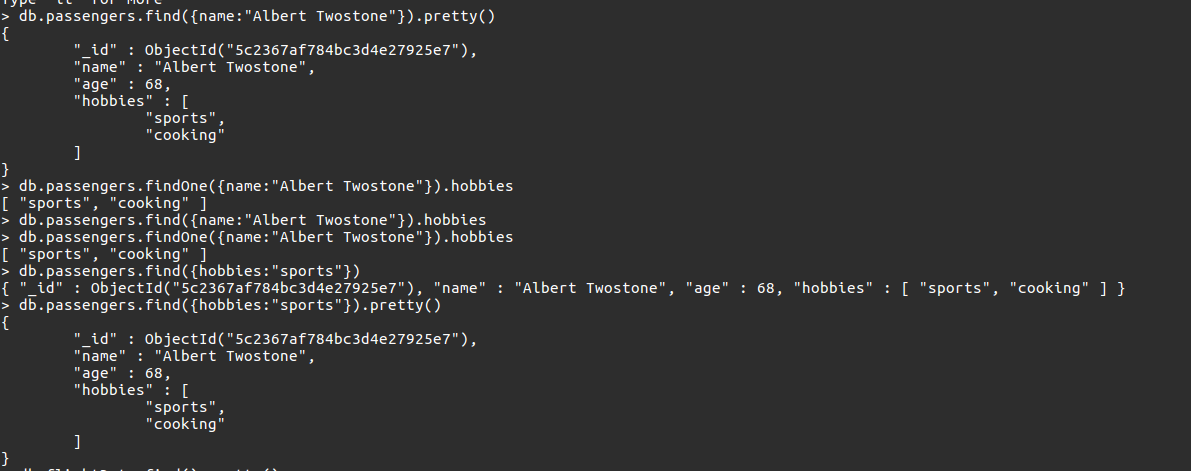 Type "it" for more
> db.passengers.find({name:"Albert Twostone"}).pretty()
{
        "_id" : ObjectId("5c2367af784bc3d4e27925e7"),
        "name" : "Albert Twostone",
        "age" : 68,
        "hobbies" : [
                "sports",
                "cooking"
        ]
}
> db.passengers.findOne({name:"Albert Twostone"}).hobbies
[ "sports", "cooking" ]
> db.passengers.find({name:"Albert Twostone"}).hobbies
> db.passengers.findOne({name:"Albert Twostone"}).hobbies
[ "sports", "cooking" ]
> db.passengers.find({hobbies:"sports"})
{ "_id" : ObjectId("5c2367af784bc3d4e27925e7"), "name" : "Albert Twostone", "age" : 68, "hobbies" : [ "sports", "cooking" ] }
> db.passengers.find({hobbies:"sports"}).pretty()
{
        "_id" : ObjectId("5c2367af784bc3d4e27925e7"),
        "name" : "Albert Twostone",
        "age" : 68,
        "hobbies" : [
                "sports",
                "cooking"
        ]
}